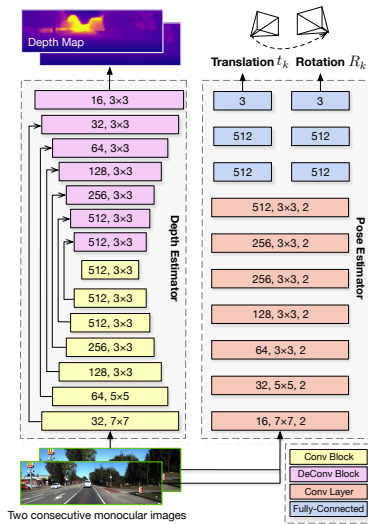 Depth Map
Translation t_k
Rotation R_k
16, 3×3
32, 3×3
64, 3×3
128, 3×3
256, 3×3
512, 3×3
512, 3×3
512, 3×3
512, 3×3
512, 3×3
256, 3×3
128, 3×3
64, 5×5
32, 7×7
Depth Estimator
3
3
512
512
512
512
512, 3×3, 2
256, 3×3, 2
256, 3×3, 2
128, 3×3, 2
64, 3×3, 2
32, 5×5, 2
16, 7×7, 2
Pose Estimator
Two consecutive monocular images
Conv Block
DeConv Block
Conv Layer
Fully-Connected